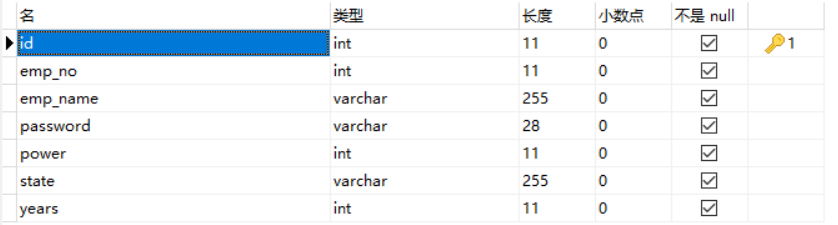 名 类型 长度 小数点 不是 null
id int 11 0 1
emp_no int 11 0
emp_name varchar 255 0
password varchar 28 0
power int 11 0
state varchar 255 0
years int 11 0